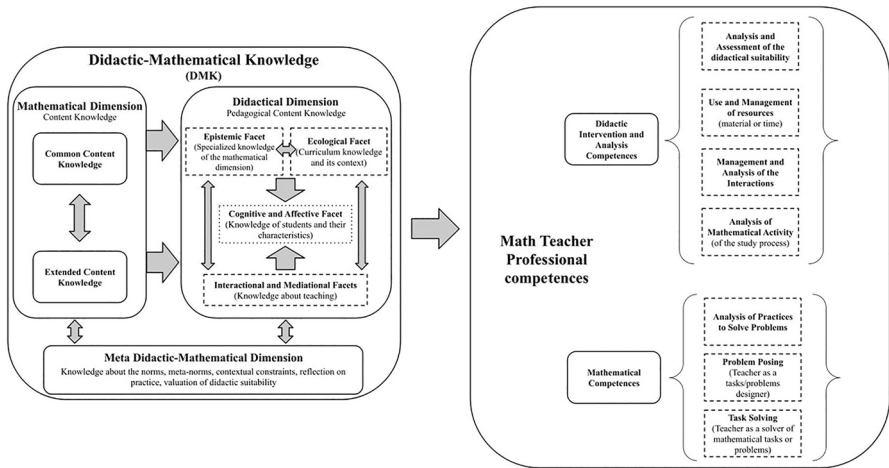 Didactic-Mathematical Knowledge
(DMK)
Mathematical Dimension
Content Knowledge
Common Content
Knowledge
Extended Content
Knowledge
Didactical Dimension
Pedagogical Content Knowledge
Epistemic Facet
(Specialized knowledge
of the mathematical
dimension)
Ecological Facet
(Curriculum knowledge
and its context)
Cognitive and Affective Facet
(Knowledge of students and their
characteristics)
Interactional and Mediational Facets
(Knowledge about teaching)
Meta Didactic-Mathematical Dimension
Knowledge about the norms, meta-norms, contextual constraints, reflection on
practice, valuation of didactic suitability
Math Teacher
Professional
competences
Didactic
Intervention and
Analysis
Competences
Analysis and
Assessment of the
didactical suitability
Use and Management
of resources
(material or time)
Management and
Analysis of the
Interactions
Analysis of
Mathematical Activity
(of the study process)
Mathematical
Competences
Analysis of Practices
to Solve Problems
Problem Posing
(Teacher as a
tasks/problems
designer)
Task Solving
(Teacher as a solver of
mathematical tasks or
problems)